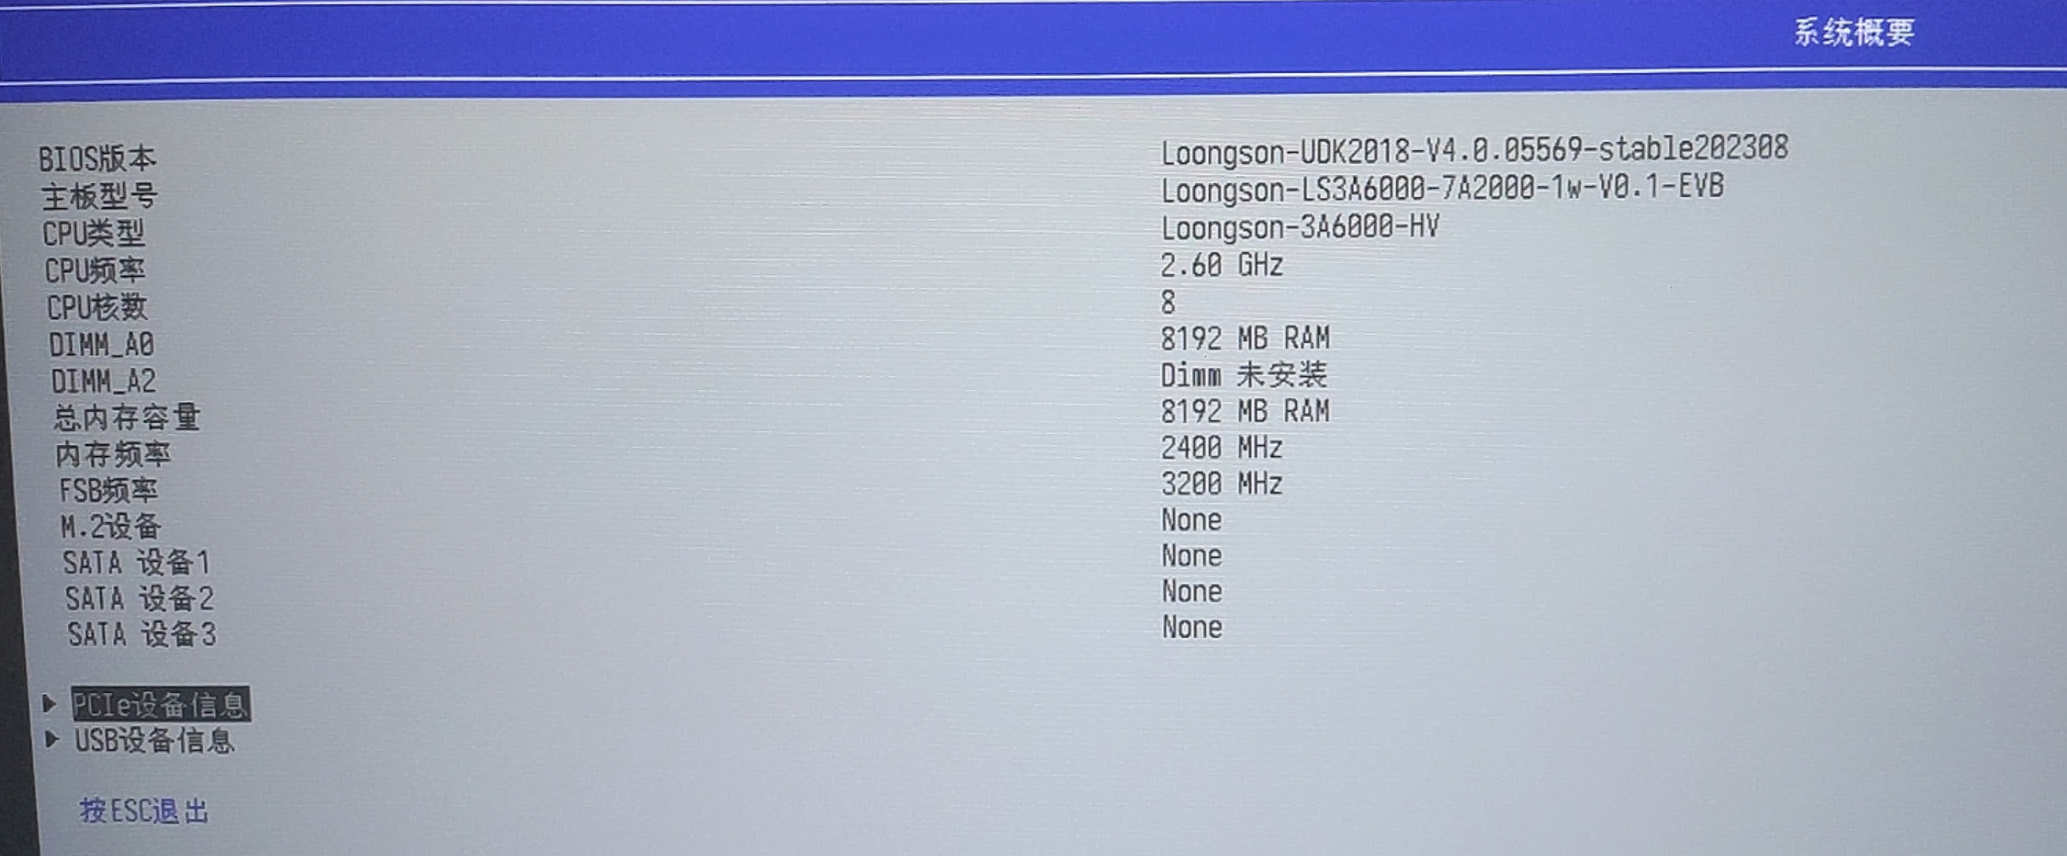 系统概要
BIOS版本 Loongson-UDK2018-V4.0.05569-stable202308
主板型号 Loongson-LS3A6000-7A2000-1w-V0.1-EVB
CPU类型 Loongson-3A6000-HV
CPU频率 2.60 GHz
CPU核数 8
DIMM_A0 8192 MB RAM
DIMM_A2 Dimm 未安装
总内存容量 8192 MB RAM
内存频率 2400 MHz
FSB频率 3200 MHz
M.2设备 None
SATA 设备1 None
SATA 设备2 None
SATA 设备3 None
PCIe设备信息
USB设备信息
按ESC退出